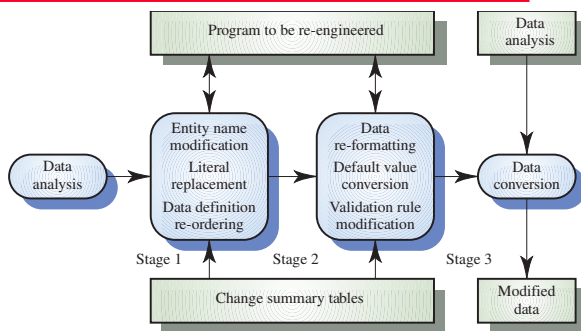 Program to be re-engineered
Data
analysis
Data
analysis
Entity name
modification
Literal
replacement
Data definition
re-ordering
Data
re-formatting
Default value
conversion
Validation rule
modification
Data
conversion
Stage 1
Stage 2
Stage 3
Change summary tables
Modified
data